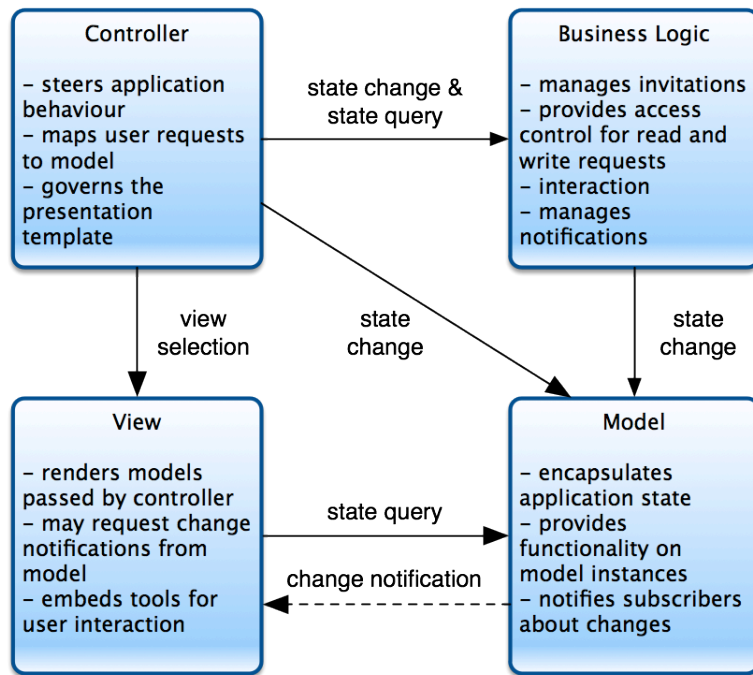 Controller
– steers application
behaviour
– maps user requests
to model
– governs the
presentation
template
state change &
state query
Business Logic
– manages invitations
– provides access
control for read and
write requests
– interaction
– manages
notifications
view
selection
state
change
state
change
View
– renders models
passed by controller
– may request change
notifications from
model
– embeds tools for
user interaction
state query
change notification
Model
– encapsulates
application state
– provides
functionality on
model instances
– notifies subscribers
about changes